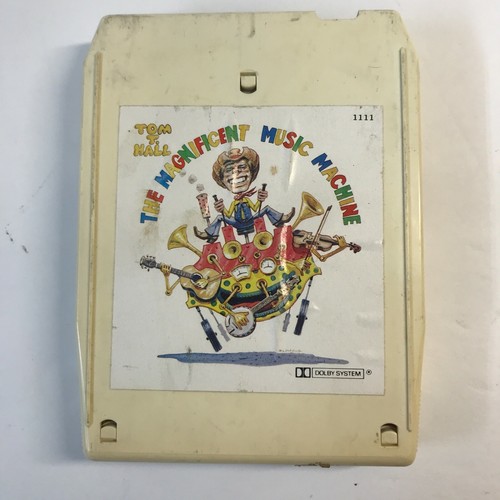 1111
TOM
T
HALL
THE MAGNIFICENT MUSIC MACHINE
DOLBY SYSTEM ®